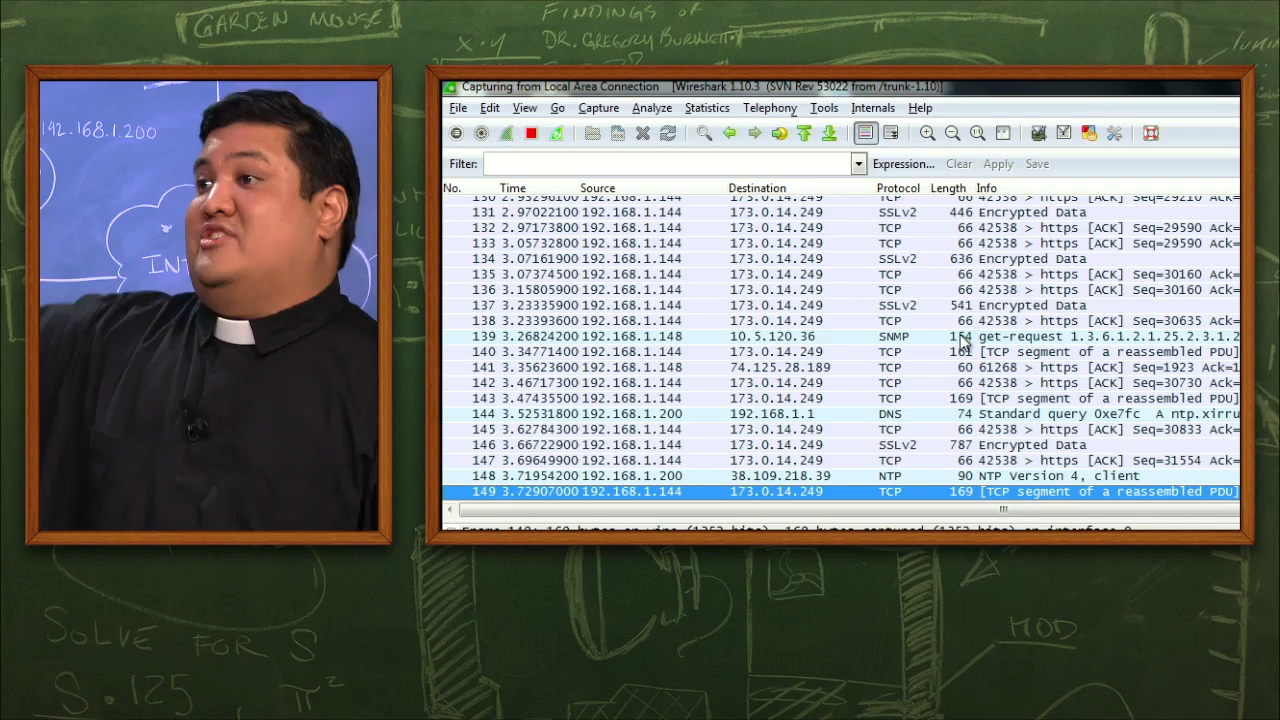 GARDEN MOUSE
FINDINGS OF
DR. GREGORY BURNETT
X·Y
192.168.1.200
Capturing from Local Area Connection [Wireshark 1.10.3 (SVN Rev 53022 from /trunk-1.10)]
File Edit View Go Capture Analyze Statistics Telephony Tools Internals Help
Filter: Expression... Clear Apply Save
No. Time Source Destination Protocol Length Info
130 2.93296100 192.168.1.144 173.0.14.249 TCP 66 42538 > https [ACK] Seq=29210 Ack=
131 2.97022100 192.168.1.144 173.0.14.249 SSLv2 446 Encrypted Data
132 2.97173800 192.168.1.144 173.0.14.249 TCP 66 42538 > https [ACK] Seq=29590 Ack=
133 3.05732800 192.168.1.144 173.0.14.249 TCP 66 42538 > https [ACK] Seq=29590 Ack=
134 3.07161900 192.168.1.144 173.0.14.249 SSLv2 636 Encrypted Data
135 3.07374500 192.168.1.144 173.0.14.249 TCP 66 42538 > https [ACK] Seq=30160 Ack=
136 3.15805900 192.168.1.144 173.0.14.249 TCP 66 42538 > https [ACK] Seq=30160 Ack=
137 3.23335900 192.168.1.144 173.0.14.249 SSLv2 541 Encrypted Data
138 3.23393600 192.168.1.144 173.0.14.249 TCP 66 42538 > https [ACK] Seq=30635 Ack=
139 3.26824200 192.168.1.148 10.5.120.36 SNMP get-request 1.3.6.1.2.1.25.2.3.1.2
140 3.34771400 192.168.1.144 173.0.14.249 TCP 161 [TCP segment of a reassembled PDU]
141 3.35623600 192.168.1.148 74.125.28.189 TCP 60 61268 > https [ACK] Seq=1923 Ack=1
142 3.46717300 192.168.1.144 173.0.14.249 TCP 66 42538 > https [ACK] Seq=30730 Ack=
143 3.47435500 192.168.1.144 173.0.14.249 TCP 169 [TCP segment of a reassembled PDU]
144 3.52531800 192.168.1.200 192.168.1.1 DNS 74 Standard query 0xe7fc A ntp.xirru
145 3.62784300 192.168.1.144 173.0.14.249 TCP 66 42538 > https [ACK] Seq=30833 Ack=
146 3.66722900 192.168.1.144 173.0.14.249 SSLv2 787 Encrypted Data
147 3.69649900 192.168.1.144 173.0.14.249 TCP 66 42538 > https [ACK] Seq=31554 Ack=
148 3.71954200 192.168.1.200 38.109.218.39 NTP 90 NTP Version 4, client
149 3.72907000 192.168.1.144 173.0.14.249 TCP 169 [TCP segment of a reassembled PDU]
SOLVE FOR S
S·125 π²
MOD